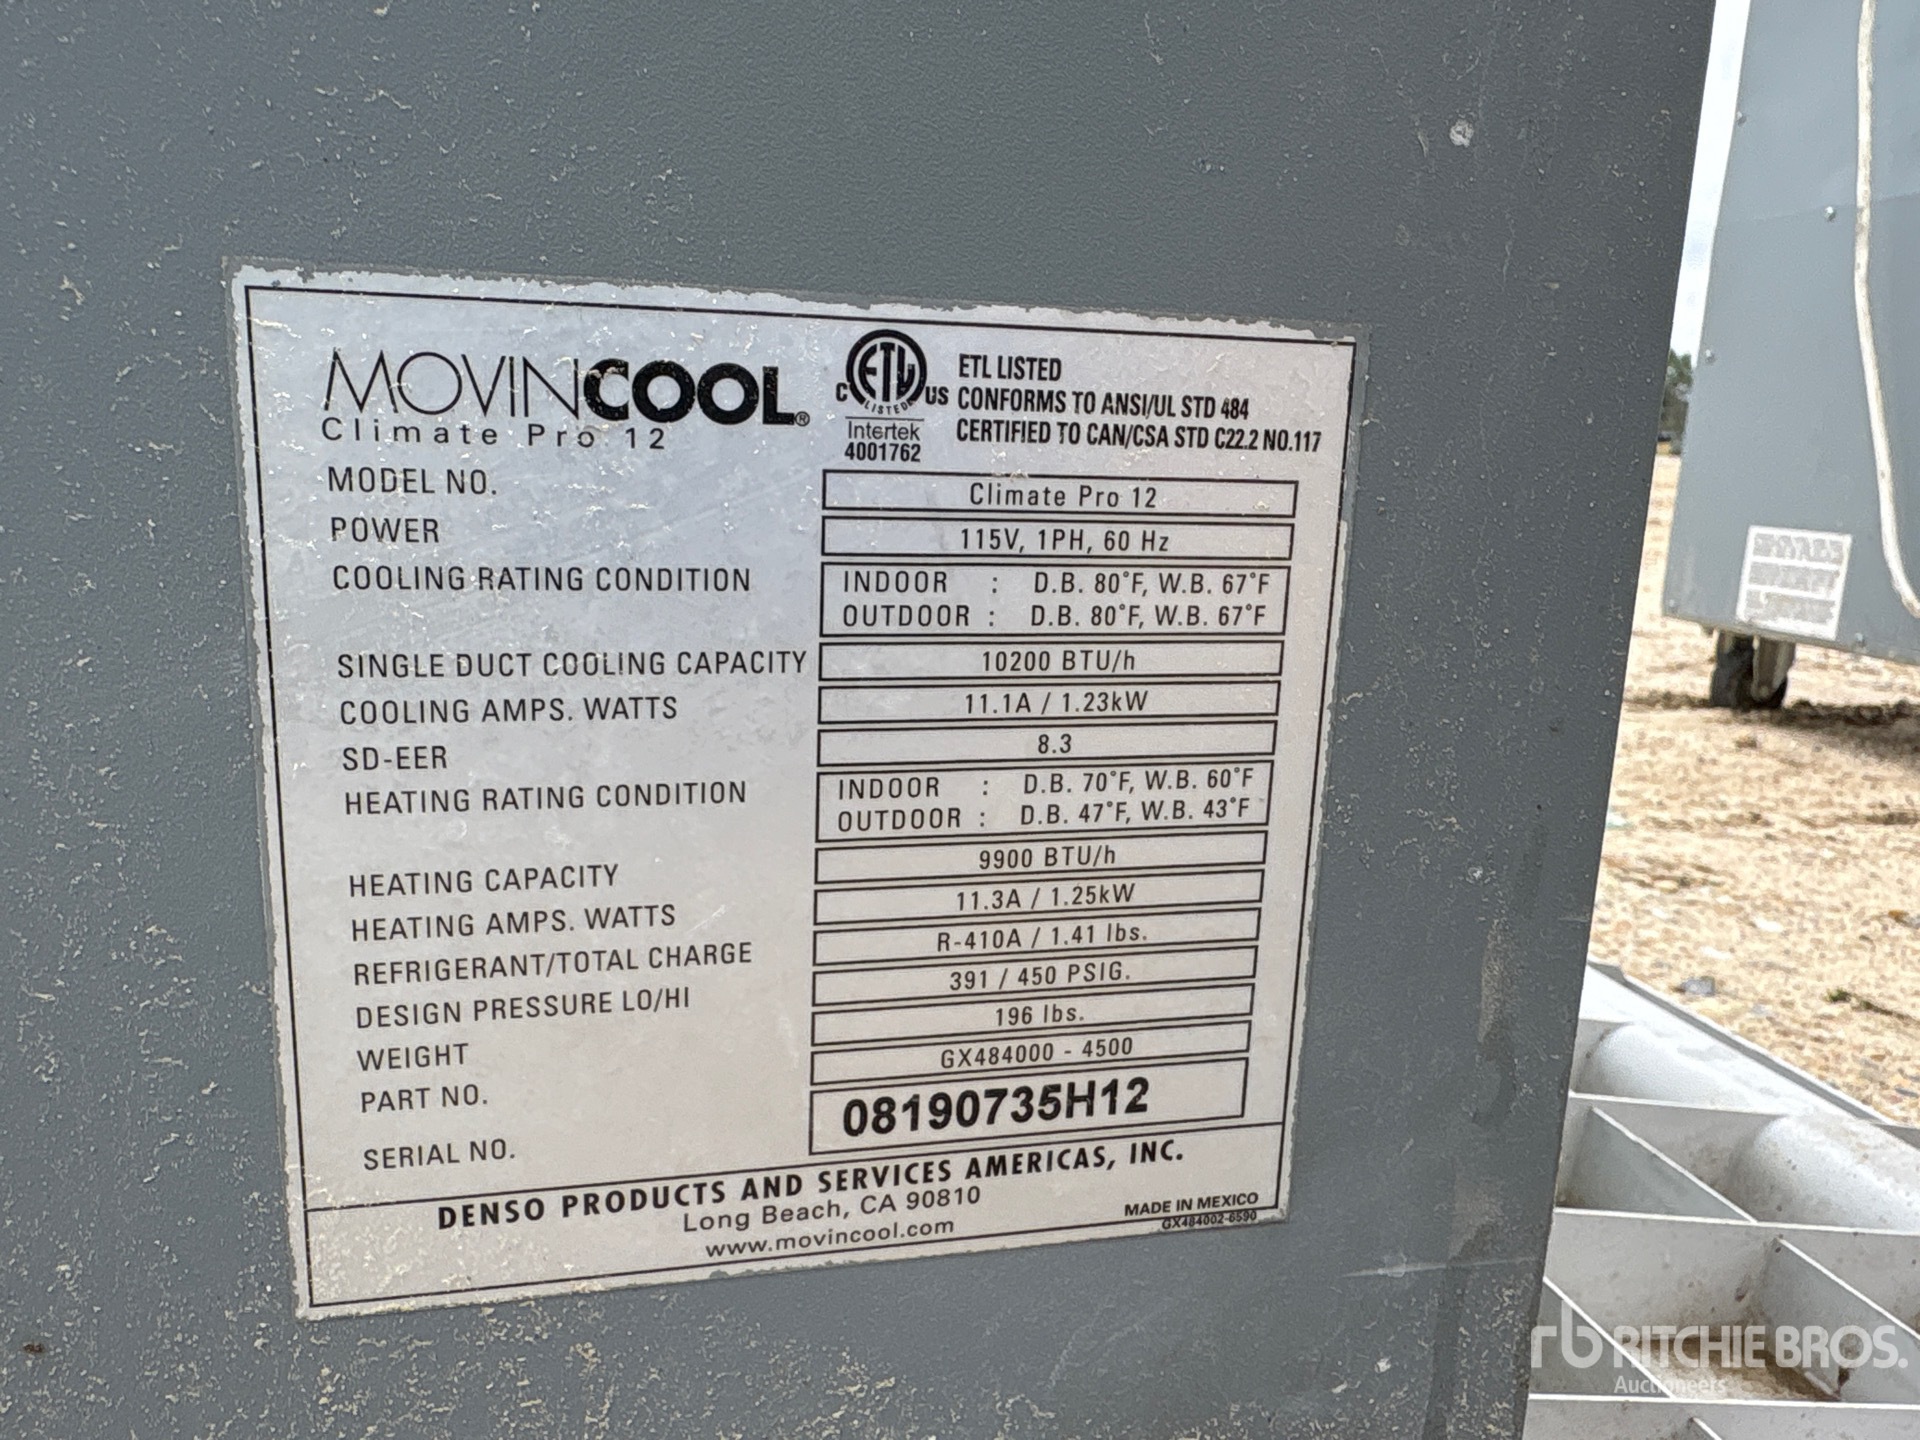 MOVINCOOL®
Climate Pro 12
C ETL LISTED US
Intertek
4001762
ETL LISTED
CONFORMS TO ANSI/UL STD 484
CERTIFIED TO CAN/CSA STD C22.2 NO.117
MODEL NO. Climate Pro 12
POWER 115V, 1PH, 60 Hz
COOLING RATING CONDITION INDOOR : D.B. 80°F, W.B. 67°F
OUTDOOR : D.B. 80°F, W.B. 67°F
SINGLE DUCT COOLING CAPACITY 10200 BTU/h
COOLING AMPS. WATTS 11.1A / 1.23kW
SD-EER 8.3
HEATING RATING CONDITION INDOOR : D.B. 70°F, W.B. 60°F
OUTDOOR : D.B. 47°F, W.B. 43°F
HEATING CAPACITY 9900 BTU/h
HEATING AMPS. WATTS 11.3A / 1.25kW
REFRIGERANT/TOTAL CHARGE R-410A / 1.41 lbs.
DESIGN PRESSURE LO/HI 391 / 450 PSIG.
WEIGHT 196 lbs.
PART NO. GX484000 - 4500
SERIAL NO. 08190735H12
DENSO PRODUCTS AND SERVICES AMERICAS, INC.
Long Beach, CA 90810
www.movincool.com
MADE IN MEXICO
GX484002-6590
rb RITCHIE BROS.
Auctioneers